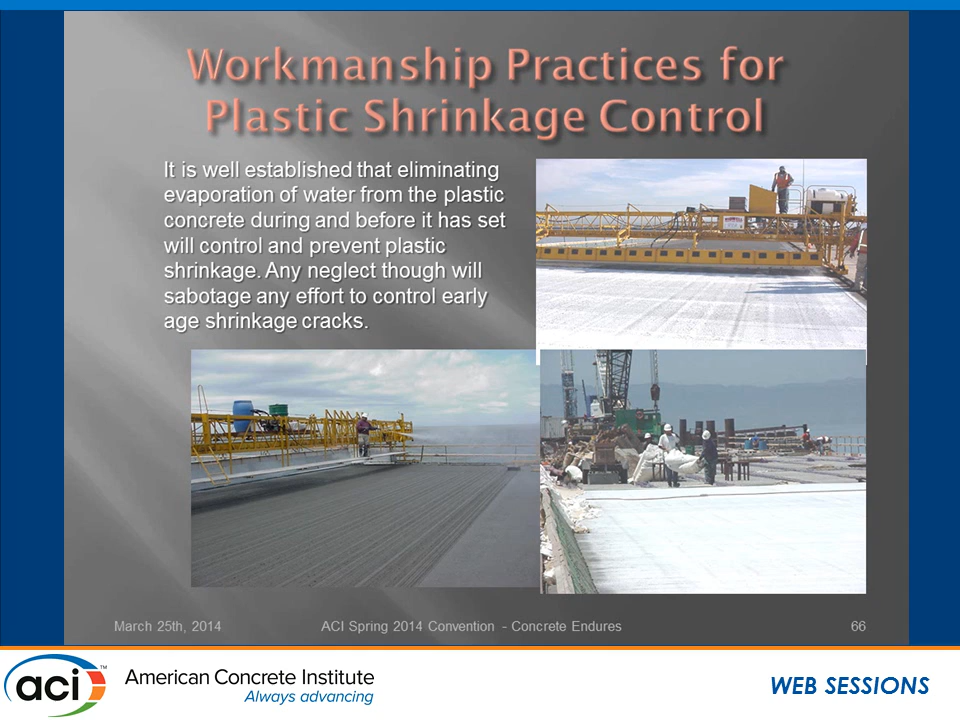 Workmanship Practices for
Plastic Shrinkage Control
It is well established that eliminating
evaporation of water from the plastic
concrete during and before it has set
will control and prevent plastic
shrinkage. Any neglect though will
sabotage any effort to control early
age shrinkage cracks.
March 25th, 2014
ACI Spring 2014 Convention - Concrete Endures
66
aci™
American Concrete Institute
Always advancing
WEB SESSIONS